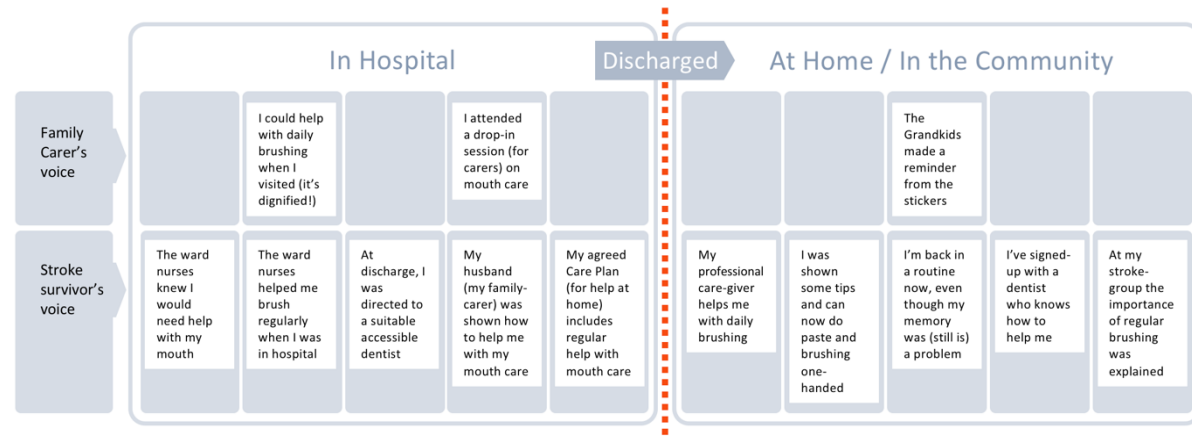 In Hospital
Discharged
At Home / In the Community
Family
Carer's
voice
I could help
with daily
brushing
when I
visited (it's
dignified!)
I attended
a drop-in
session (for
carers) on
mouth care
The
Grandkids
made a
reminder
from the
stickers
Stroke
survivor's
voice
The ward
nurses
knew I
would
need help
with my
mouth
The ward
nurses
helped me
brush
regularly
when I was
in hospital
At
discharge, I
was
directed to
a suitable
accessible
dentist
My
husband
(my family-
carer) was
shown how
to help me
with my
mouth care
My agreed
Care Plan
(for help at
home)
includes
regular
help with
mouth care
My
professional
care-giver
helps me
with daily
brushing
I was
shown
some tips
and can
now do
paste and
brushing
one-
handed
I'm back in
a routine
now, even
though my
memory
was (still is)
a problem
I've signed-
up with a
dentist
who knows
how to
help me
At my
stroke-
group the
importance
of regular
brushing
was
explained